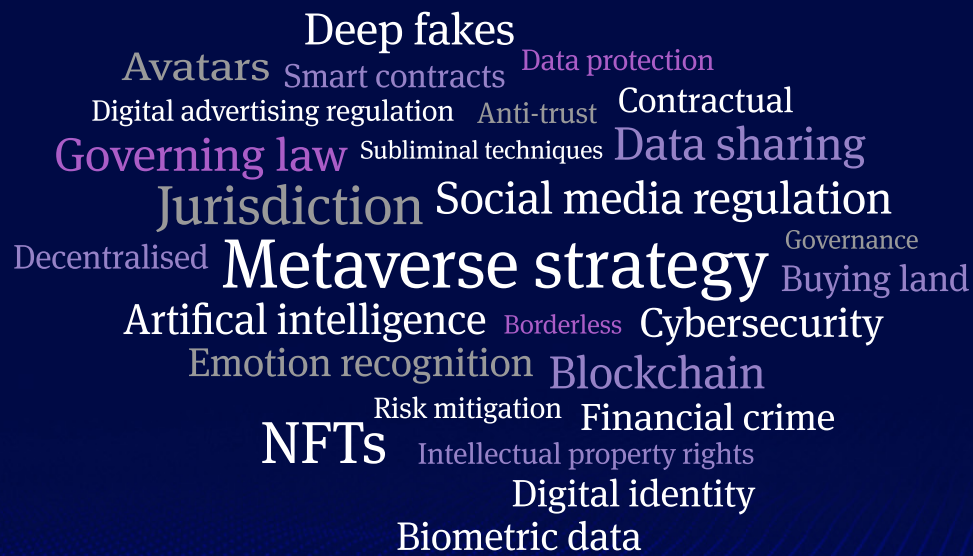 Deep fakes
Avatars Smart contracts Data protection
Digital advertising regulation Anti-trust Contractual
Governing law Subliminal techniques Data sharing
Jurisdiction Social media regulation
Decentralised Metaverse strategy Governance
Buying land
Artifical intelligence Borderless Cybersecurity
Emotion recognition Blockchain
Risk mitigation Financial crime
NFTs Intellectual property rights
Digital identity
Biometric data